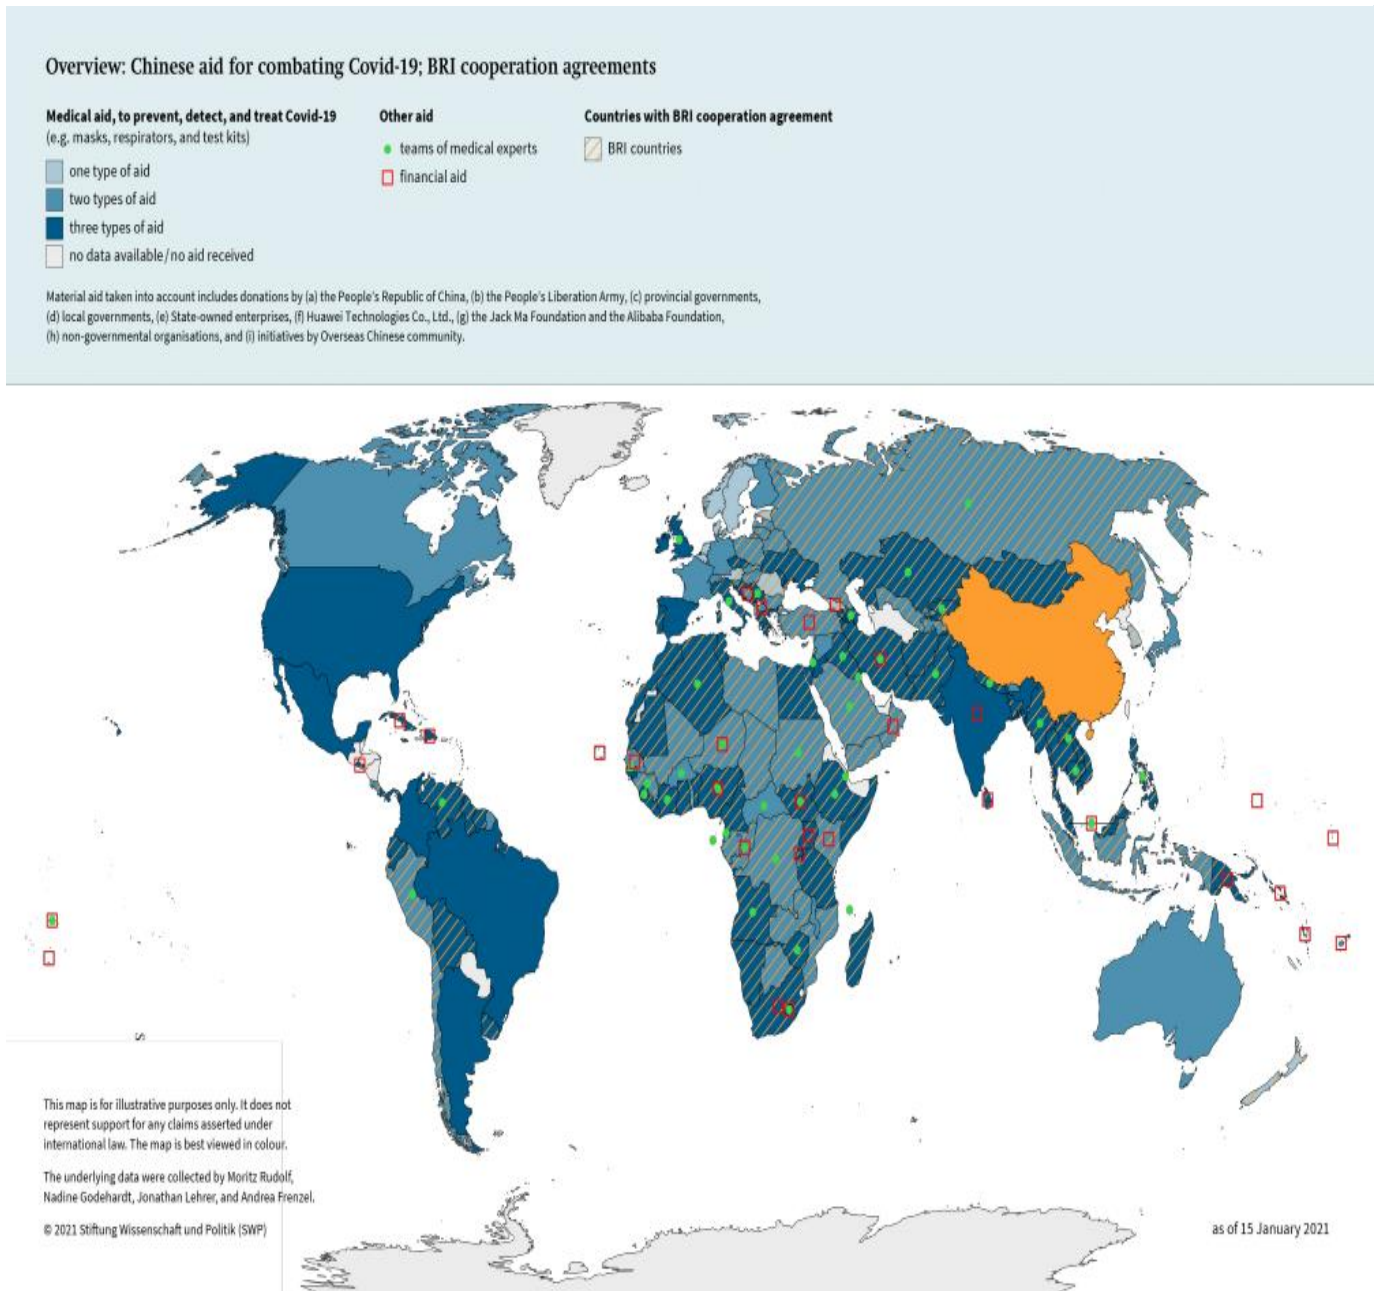 Overview: Chinese aid for combating Covid-19; BRI cooperation agreements
Medical aid, to prevent, detect, and treat Covid-19
(e.g. masks, respirators, and test kits)
one type of aid
two types of aid
three types of aid
no data available/no aid received
Other aid
teams of medical experts
financial aid
Countries with BRI cooperation agreement
BRI countries
Material aid taken into account includes donations by (a) the People's Republic of China, (b) the People's Liberation Army, (c) provincial governments,
(d) local governments, (e) State-owned enterprises, (f) Huawei Technologies Co., Ltd., (g) the Jack Ma Foundation and the Alibaba Foundation,
(h) non-governmental organisations, and (i) initiatives by Overseas Chinese community.
This map is for illustrative purposes only. It does not
represent support for any claims asserted under
international law. The map is best viewed in colour.
The underlying data were collected by Moritz Rudolf,
Nadine Godehardt, Jonathan Lehrer, and Andrea Frenzel.
© 2021 Stiftung Wissenschaft und Politik (SWP)
as of 15 January 2021